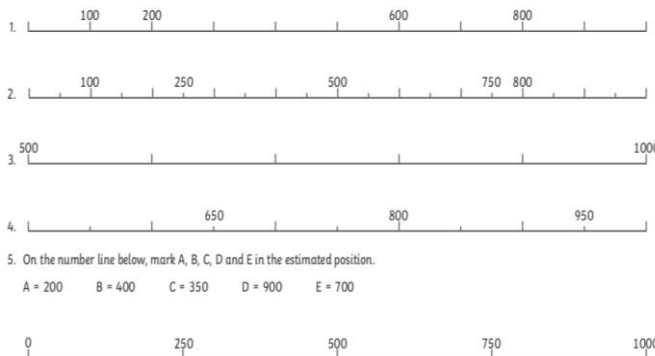 100 200 600 800
1.
100 250 500 750 800
2.
500 1000
3.
650 800 950
4.
5. On the number line below, mark A, B, C, D and E in the estimated position.
A = 200 B = 400 C = 350 D = 900 E = 700
0 250 500 750 1000